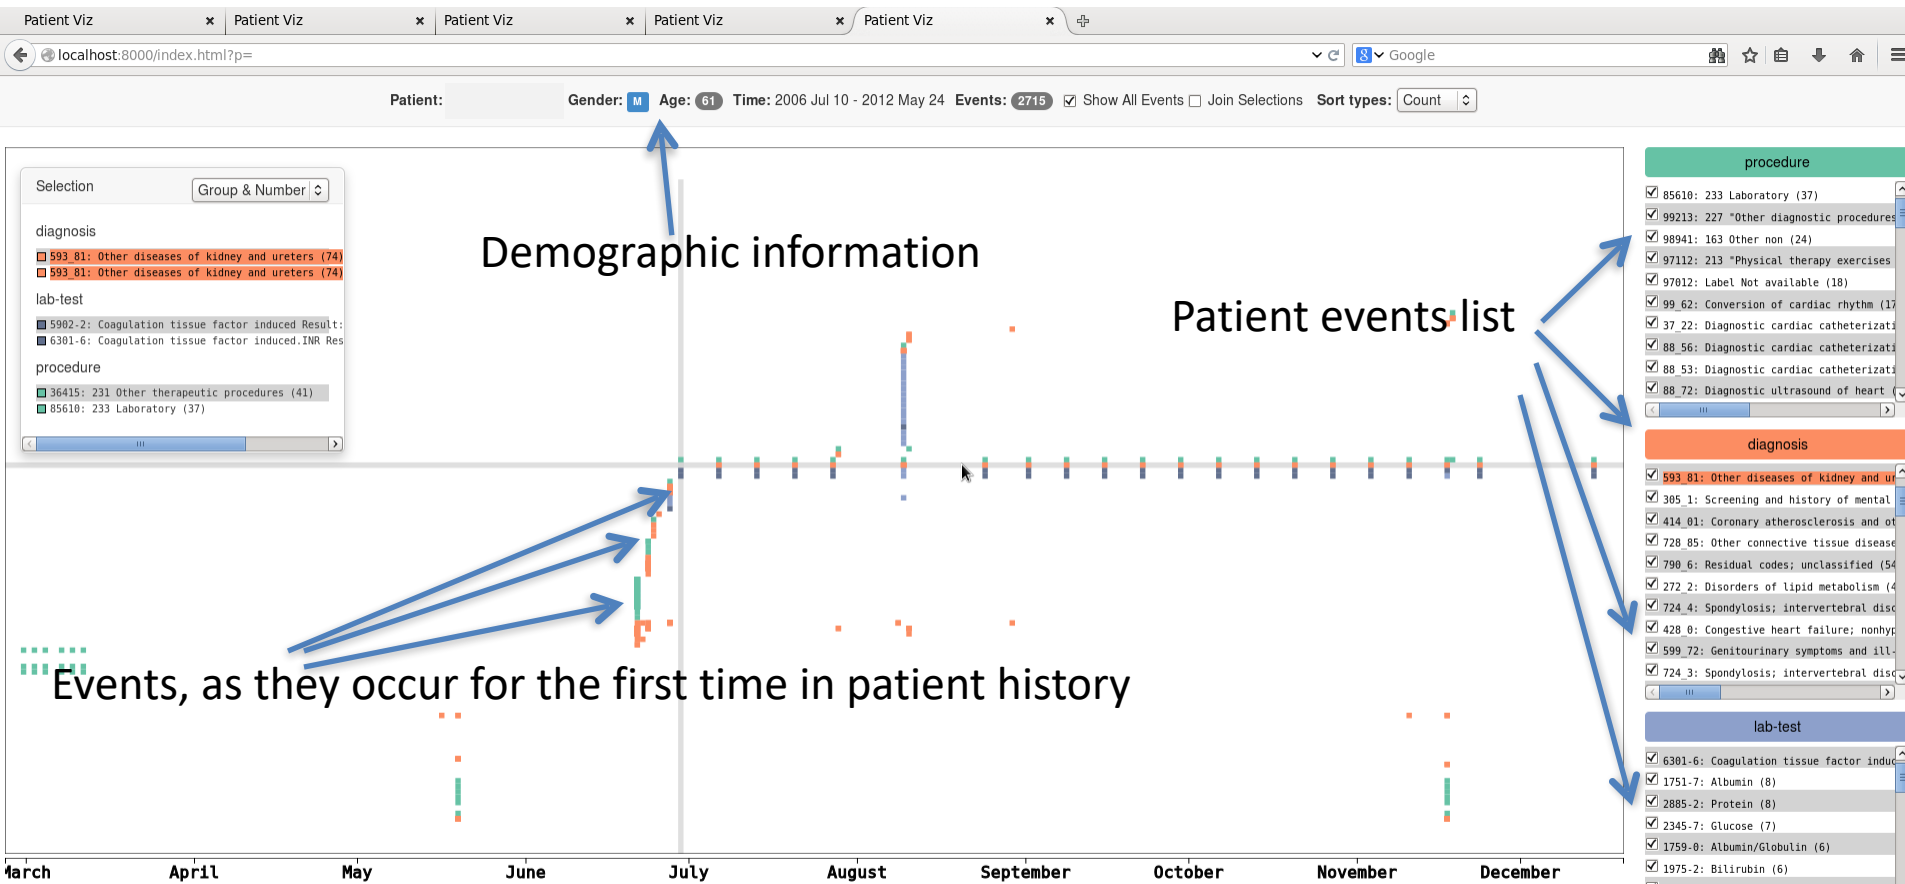 Patient Viz
Patient Viz
Patient Viz
Patient Viz
Patient Viz
localhost:8000/index.html?p=
Google
Patient: Gender: M Age: 61 Time: 2006 Jul 10 - 2012 May 24 Events: 2715 Show All Events Join Selections Sort types: Count
Selection Group & Number
diagnosis
593_81: Other diseases of kidney and ureters (74)
593_81: Other diseases of kidney and ureters (74)
lab-test
5902-2: Coagulation tissue factor induced Result:
6301-6: Coagulation tissue factor induced.INR Res
procedure
36415: 231 Other therapeutic procedures (41)
85610: 233 Laboratory (37)
Demographic information
Patient events list
Events, as they occur for the first time in patient history
procedure
85610: 233 Laboratory (37)
99213: 227 "Other diagnostic procedures
98941: 163 Other non (24)
97112: 213 "Physical therapy exercises
97012: Label Not available (18)
99_62: Conversion of cardiac rhythm (17
37_22: Diagnostic cardiac catheterizati
88_56: Diagnostic cardiac catheterizati
88_53: Diagnostic cardiac catheterizati
88_72: Diagnostic ultrasound of heart (
diagnosis
593_81: Other diseases of kidney and ur
305_1: Screening and history of mental
414_01: Coronary atherosclerosis and ot
728_85: Other connective tissue disease
790_6: Residual codes; unclassified (54
272_2: Disorders of lipid metabolism (4
724_4: Spondylosis; intervertebral disc
428_0: Congestive heart failure; nonhyp
599_72: Genitourinary symptoms and ill-
724_3: Spondylosis; intervertebral disc
lab-test
6301-6: Coagulation tissue factor induc
1751-7: Albumin (8)
2885-2: Protein (8)
2345-7: Glucose (7)
1759-0: Albumin/Globulin (6)
1975-2: Bilirubin (6)
March April May June July August September October November December